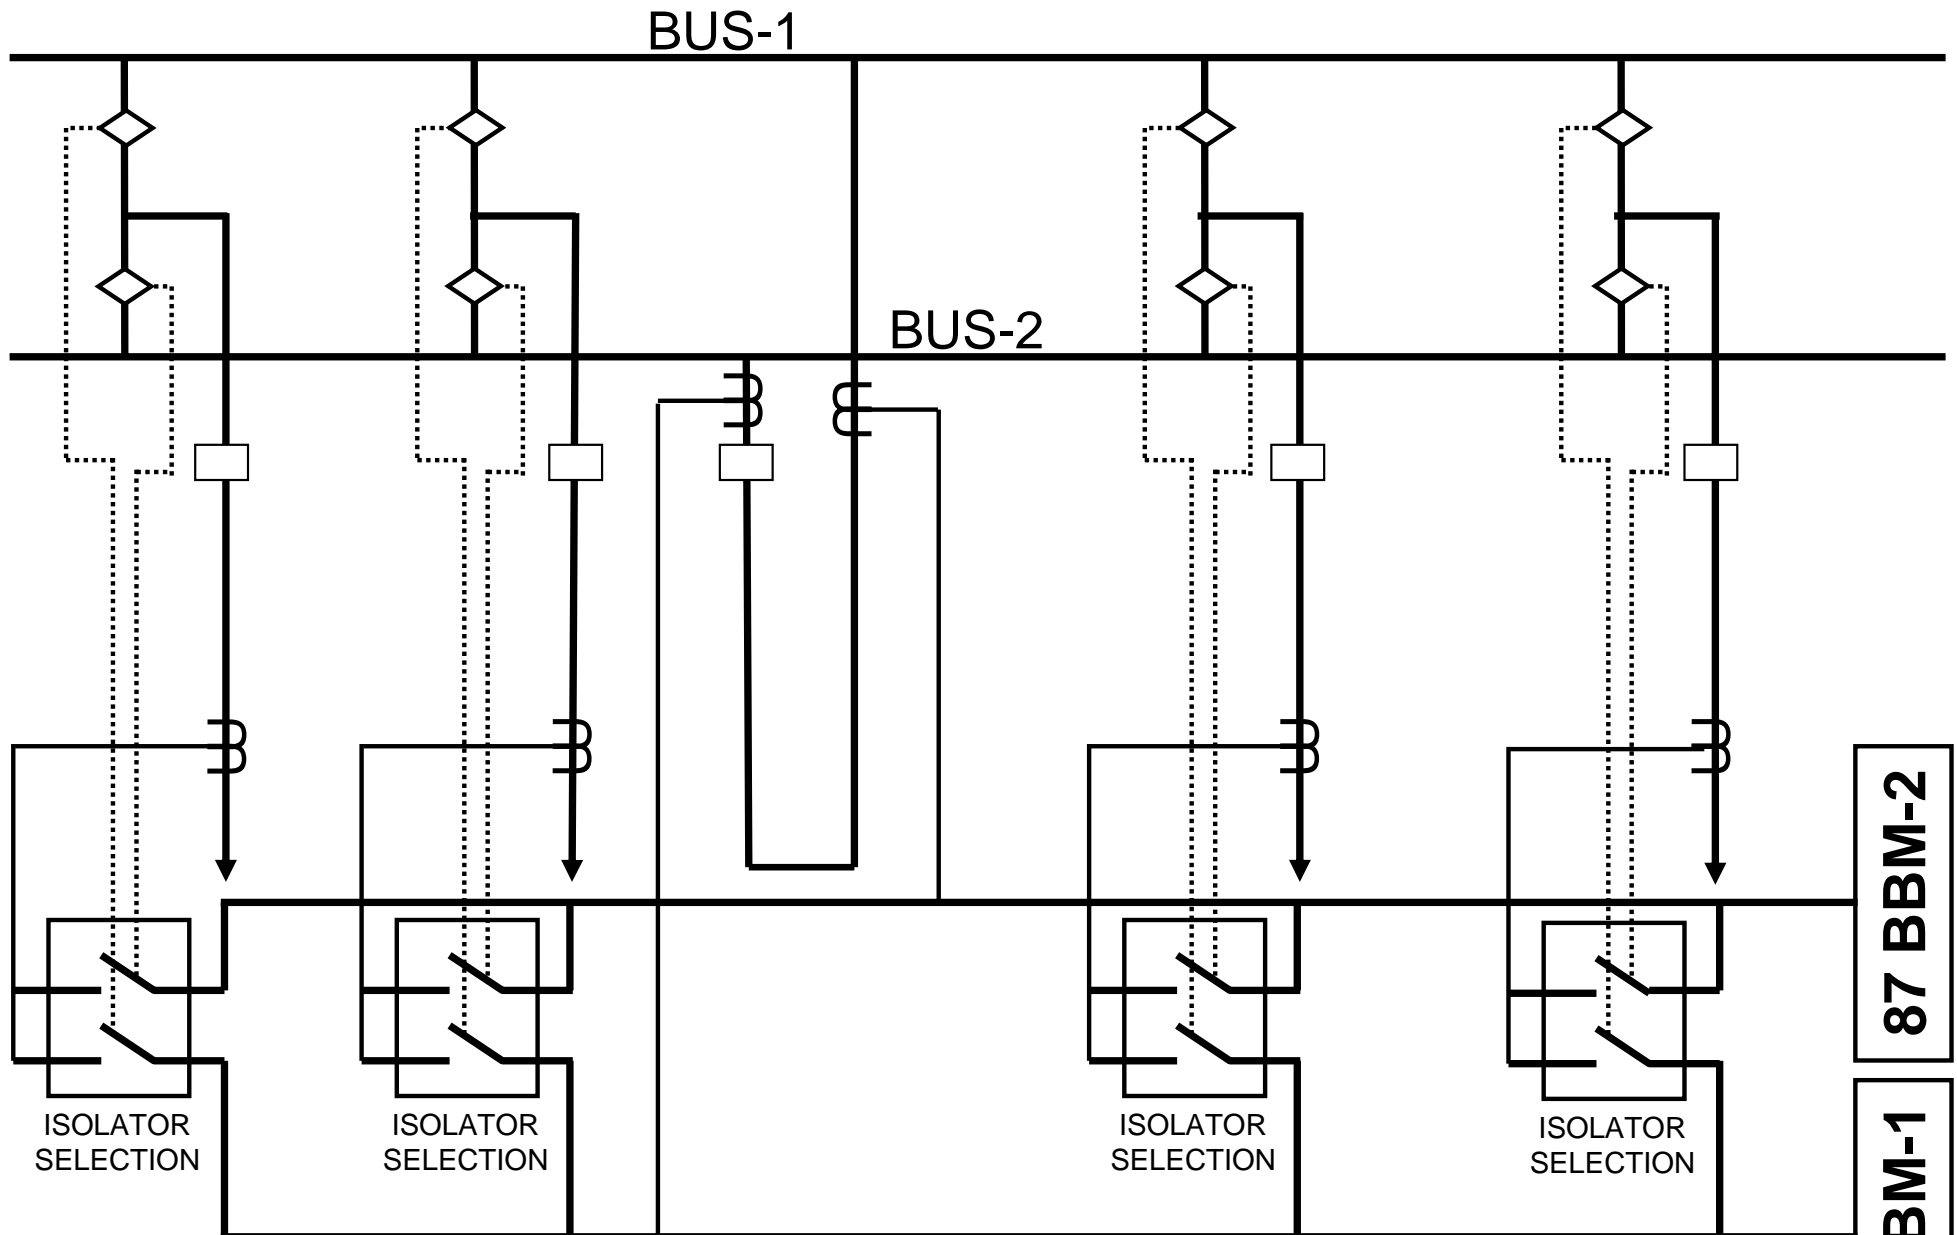 BUS-1
BUS-2
87 BBM-2
BM-1
ISOLATOR
SELECTION
ISOLATOR
SELECTION
ISOLATOR
SELECTION
ISOLATOR
SELECTION